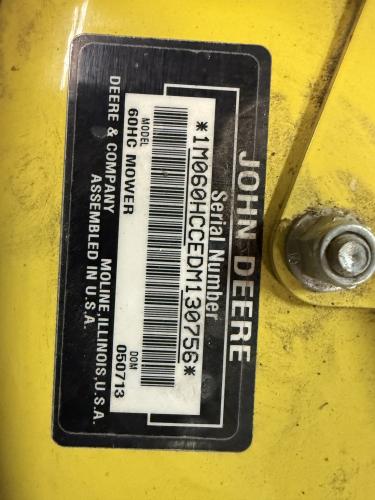 JOHN DEERE
Serial Number
*1M060HCCEDM130756*
MODEL
60HC MOWER
DOM
050713
DEERE & COMPANY MOLINE, ILLINOIS, U.S.A.
ASSEMBLED IN U.S.A.